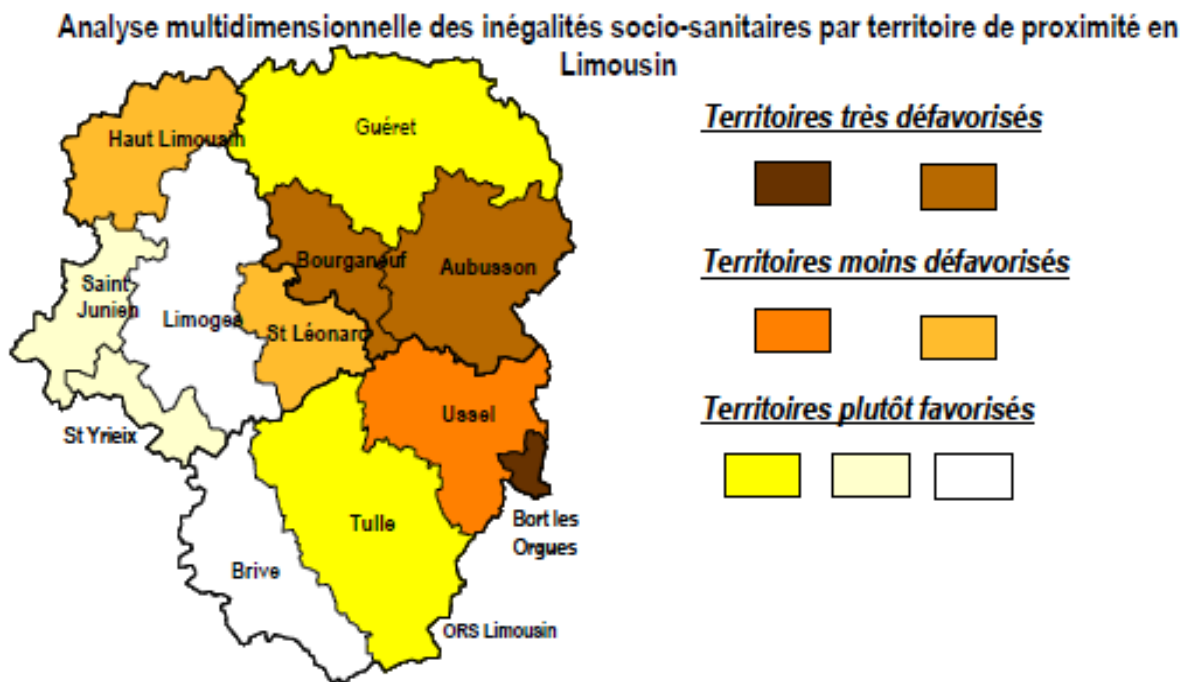 Analyse multidimensionnelle des inégalités socio-sanitaires par territoire de proximité en
Limousin
Territoires très défavorisés
Territoires moins défavorisés
Territoires plutôt favorisés
Haut Limousin
Guéret
Bourganeuf
Aubusson
Saint
Junien
Limoges
St Léonard
Ussel
St Yrieix
Tulle
Bort les
Orgues
Brive
ORS Limousin